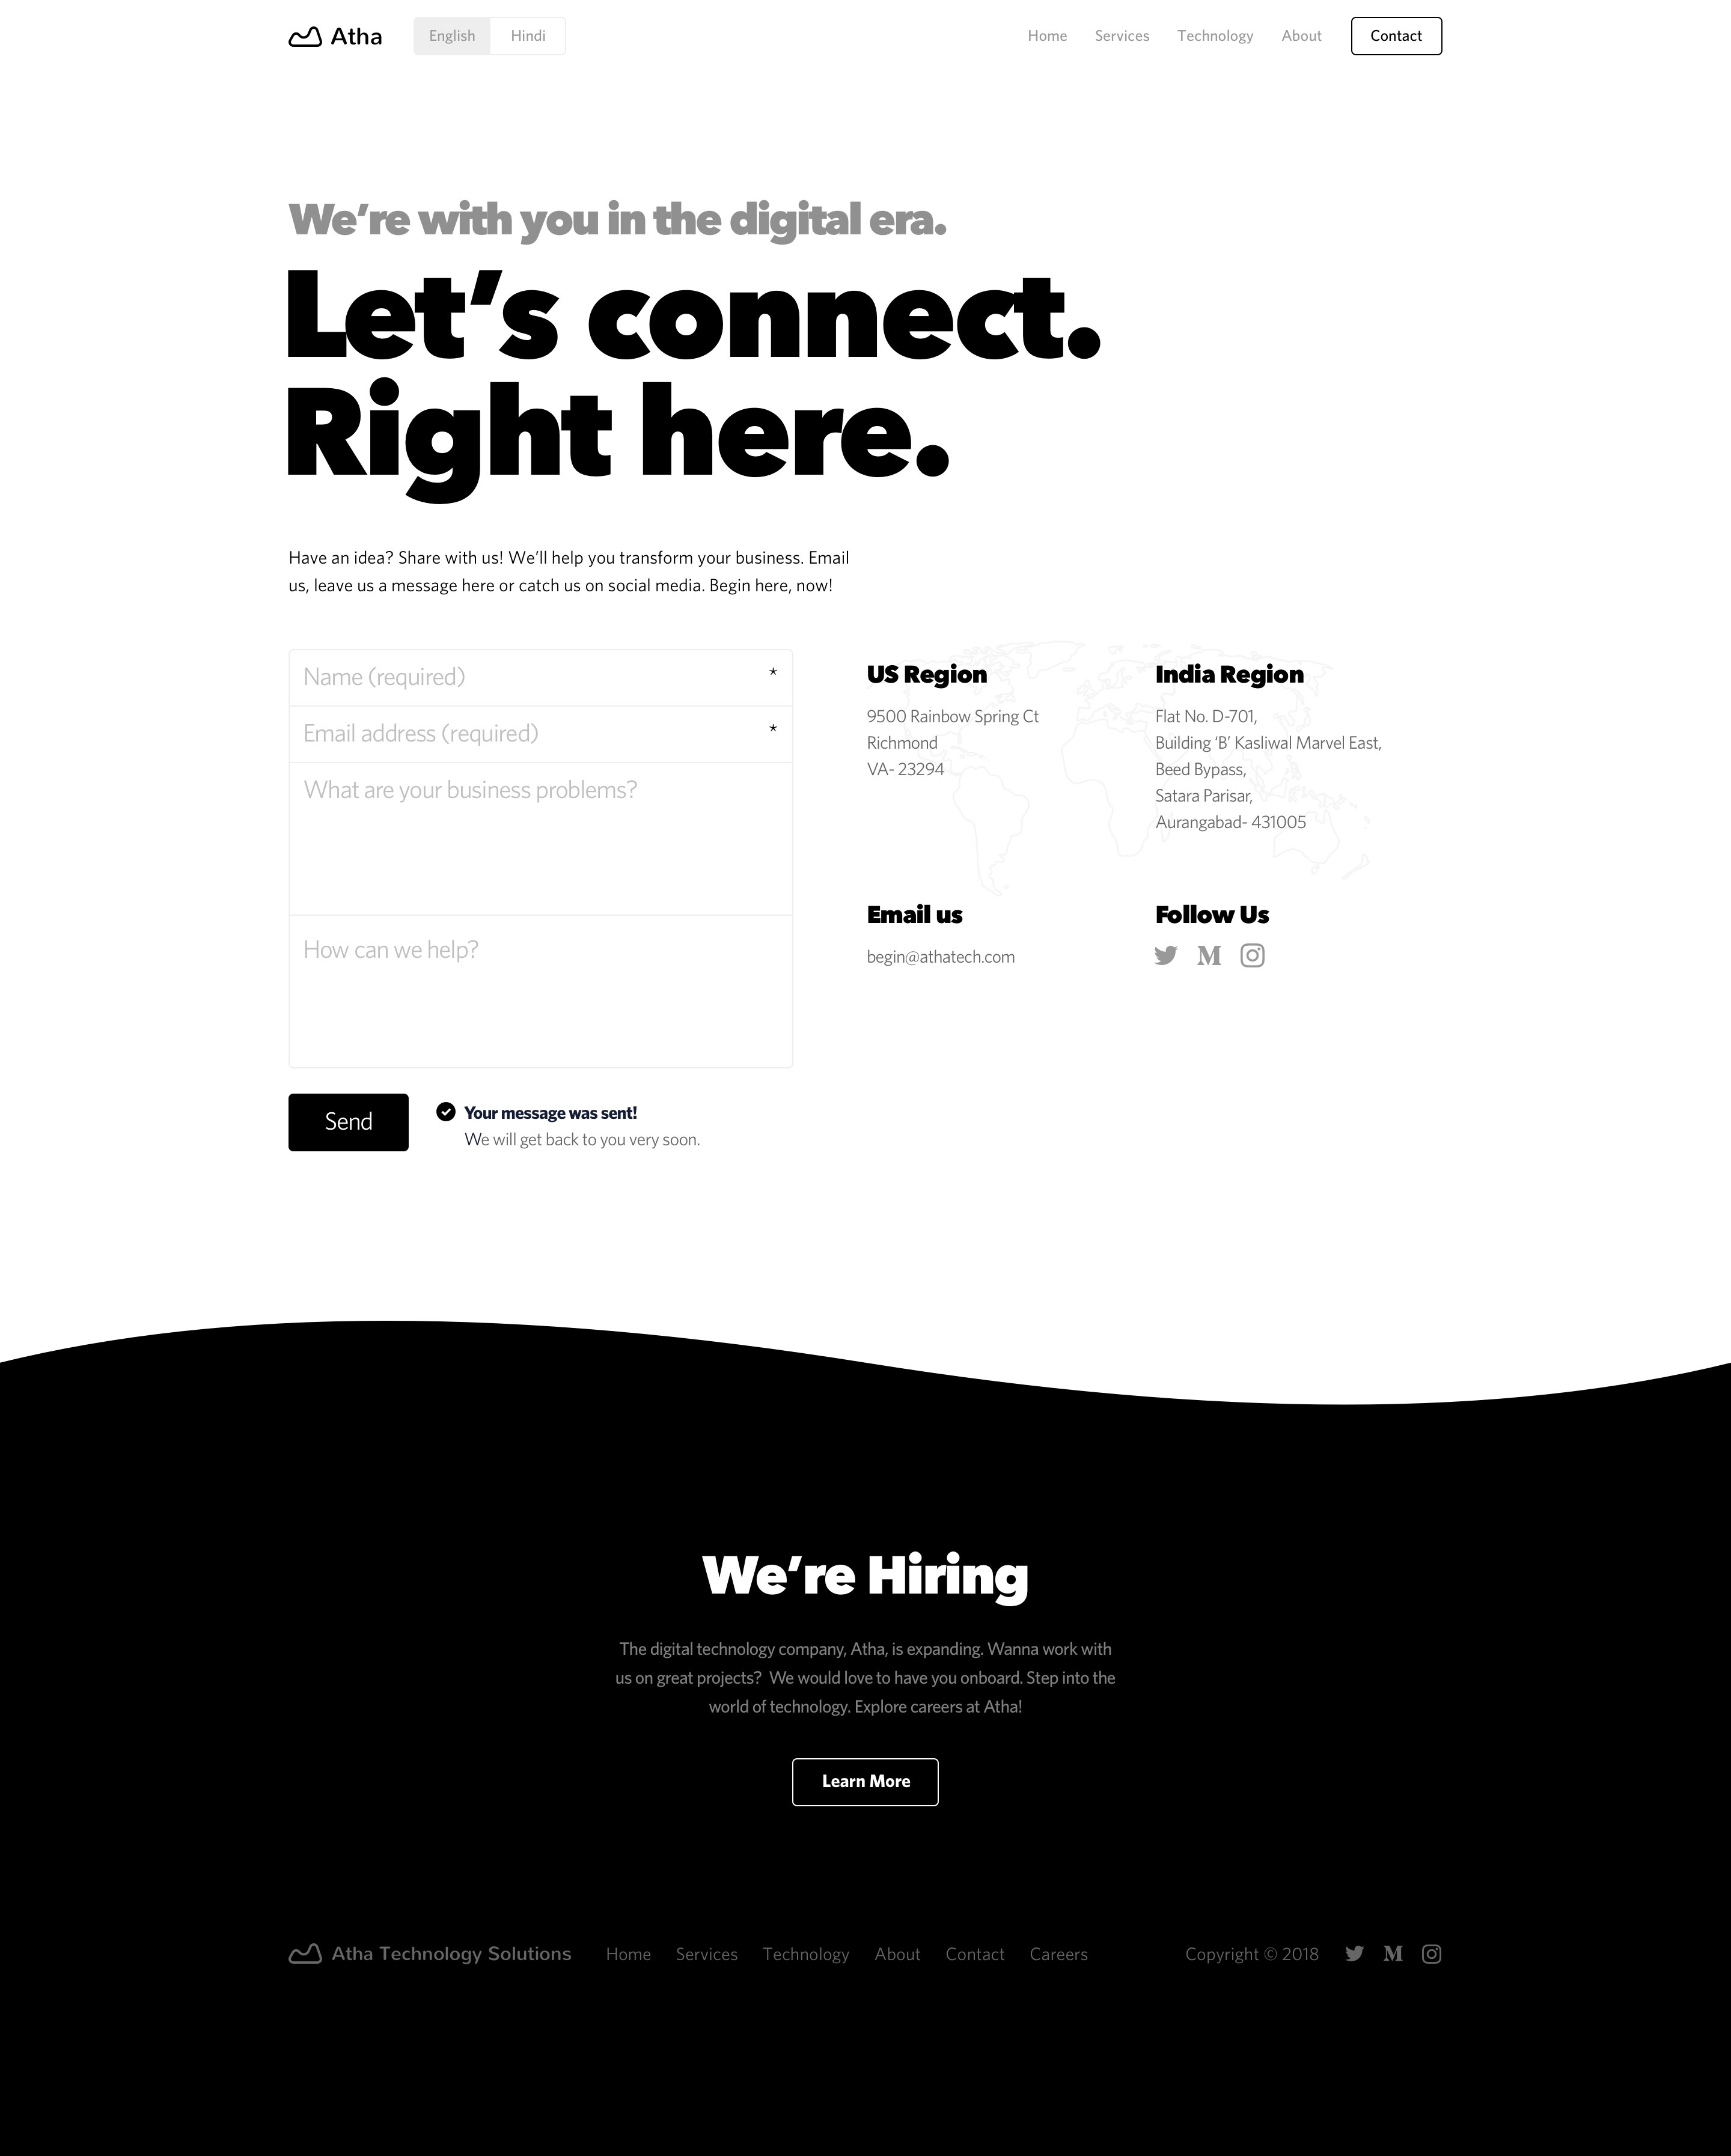 Atha
English Hindi
Home Services Technology About Contact
We’re with you in the digital era.
Let’s connect.
Right here.
Have an idea? Share with us! We’ll help you transform your business. Email
us, leave us a message here or catch us on social media. Begin here, now!
Name (required) *
Email address (required) *
What are your business problems?
How can we help?
Send
Your message was sent!
We will get back to you very soon.
US Region
9500 Rainbow Spring Ct
Richmond
VA- 23294
India Region
Flat No. D-701,
Building ‘B’ Kasliwal Marvel East,
Beed Bypass,
Satara Parisar,
Aurangabad- 431005
Email us
begin@athatech.com
Follow Us
We’re Hiring
The digital technology company, Atha, is expanding. Wanna work with
us on great projects?  We would love to have you onboard. Step into the
world of technology. Explore careers at Atha!
Learn More
Atha Technology Solutions Home Services Technology About Contact Careers Copyright © 2018